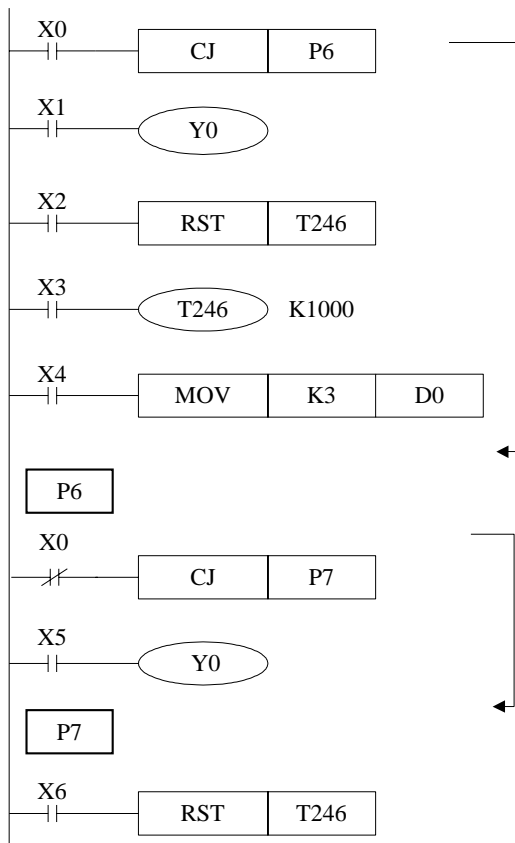 X0
CJ P6
X1
Y0
X2
RST T246
X3
T246 K1000
X4
MOV K3 D0
P6
X0
CJ P7
X5
Y0
P7
X6
RST T246